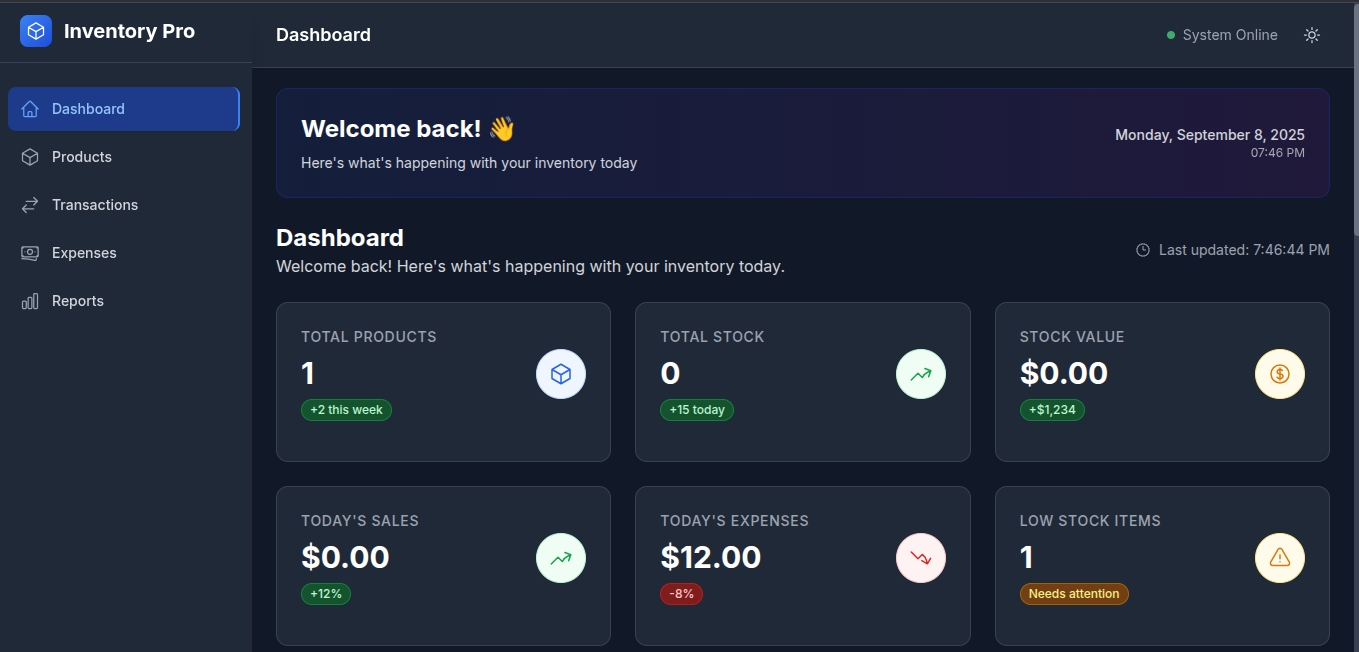 Inventory Pro
Dashboard
Products
Transactions
Expenses
Reports
Dashboard
System Online
Welcome back! 👋
Here's what's happening with your inventory today
Monday, September 8, 2025
07:46 PM
Dashboard
Welcome back! Here's what's happening with your inventory today.
Last updated: 7:46:44 PM
TOTAL PRODUCTS
1
+2 this week
TOTAL STOCK
0
+15 today
STOCK VALUE
$0.00
+$1,234
TODAY'S SALES
$0.00
+12%
TODAY'S EXPENSES
$12.00
-8%
LOW STOCK ITEMS
1
Needs attention